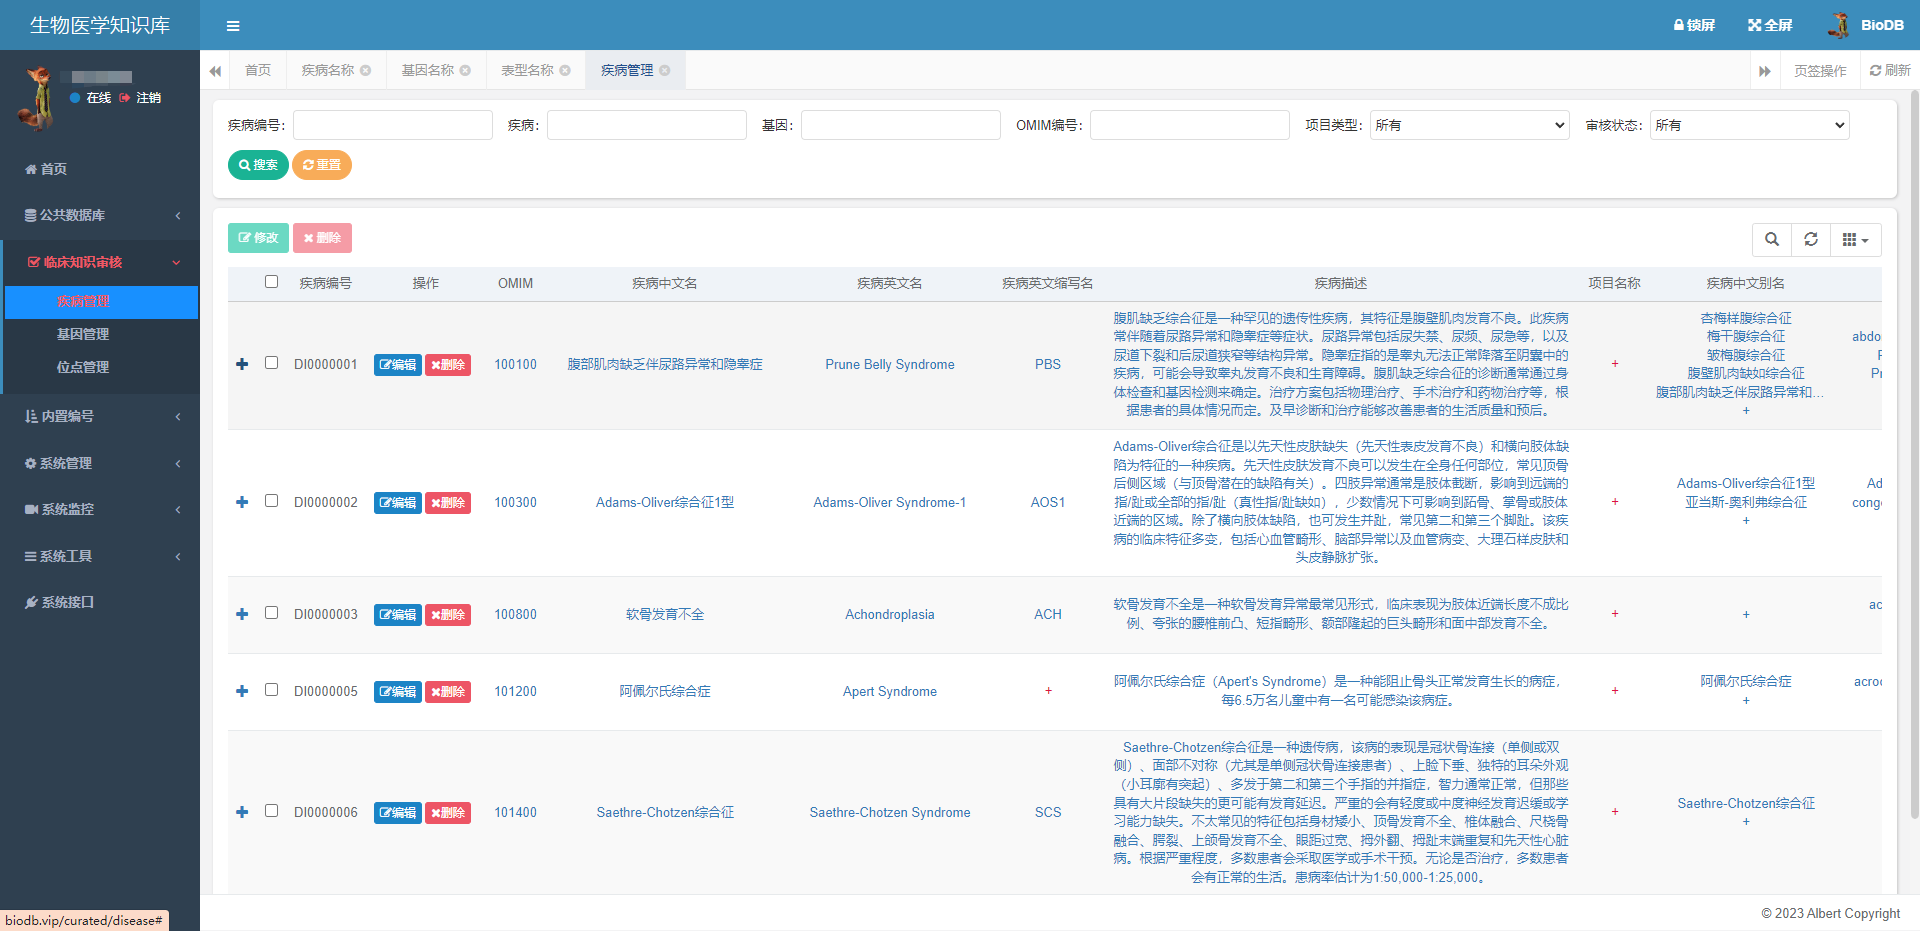 生物医学知识库
锁屏
全屏
BioDB
在线
注销
首页
疾病名称
基因名称
表型名称
疾病管理
页签操作
刷新
首页
公共数据库
临床知识审核
疾病管理
基因管理
位点管理
内置编号
系统管理
系统监控
系统工具
系统接口
疾病编号：
疾病：
基因：
OMIM编号：
项目类型：
所有
审核状态：
所有
搜索
重置
修改
删除
疾病编号
操作
OMIM
疾病中文名
疾病英文名
疾病英文缩写名
疾病描述
项目名称
疾病中文别名
DI0000001
编辑
删除
100100
腹部肌肉缺乏伴尿路异常和隐睾症
Prune Belly Syndrome
PBS
腹肌缺乏综合征是一种罕见的遗传性疾病，其特征是腹壁肌肉发育不良。此疾病
常伴随着尿路异常和隐睾症等症状。尿路异常包括尿失禁、尿频、尿急等，以及
尿道下裂和后尿道狭窄等结构异常。隐睾症指的是睾丸无法正常降落至阴囊中的
疾病，可能会导致睾丸发育不良和生育障碍。腹肌缺乏综合征的诊断通常通过身
体检查和基因检测来确定。治疗方案包括物理治疗、手术治疗和药物治疗等，根
据患者的具体情况而定。及早诊断和治疗能够改善患者的生活质量和预后。
+
杏梅样腹综合征
梅干腹综合征
皱梅腹综合征
腹壁肌肉缺如综合征
腹部肌肉缺乏伴尿路异常和...
+
abdo
DI0000002
编辑
删除
100300
Adams-Oliver综合征1型
Adams-Oliver Syndrome-1
AOS1
Adams-Oliver综合征是以先天性皮肤缺失（先天性表皮发育不良）和横向肢体缺
陷为特征的一种疾病。先天性皮肤发育不良可以发生在全身任何部位，常见顶骨
后侧区域（与顶骨潜在的缺陷有关）。四肢异常通常是肢体截断，影响到远端的
指/趾或全部的指/趾（真性指/趾缺如），少数情况下可影响到跖骨、掌骨或肢体
近端的区域。除了横向肢体缺陷，也可发生并趾，常见第二和第三个脚趾。该疾
病的临床特征多变，包括心血管畸形、脑部异常以及血管病变、大理石样皮肤和
头皮静脉扩张。
+
Adams-Oliver综合征1型
亚当斯-奥利弗综合征
+
Ad
cong
DI0000003
编辑
删除
100800
软骨发育不全
Achondroplasia
ACH
软骨发育不全是一种软骨发育异常最常见形式，临床表现为肢体近端长度不成比
例、夸张的腰椎前凸、短指畸形、额部隆起的巨头畸形和面中部发育不全。
+
+
ac
DI0000005
编辑
删除
101200
阿佩尔氏综合症
Apert Syndrome
+
阿佩尔氏综合症（Apert's Syndrome）是一种能阻止骨头正常发育生长的病症，
每6.5万名儿童中有一名可能感染该病症。
+
阿佩尔氏综合症
+
acro
DI0000006
编辑
删除
101400
Saethre-Chotzen综合征
Saethre-Chotzen Syndrome
SCS
Saethre-Chotzen综合征是一种遗传病，该病的表现是冠状骨连接（单侧或双
侧）、面部不对称（尤其是单侧冠状骨连接患者）、上睑下垂、独特的耳朵外观
（小耳廓有突起）、多发于第二和第三个手指的并指症，智力通常正常，但那些
具有大片段缺失的更可能有发育迟。严重的会有轻度或中度神经发育迟缓或学
习能力缺失。不太常见的特征包括身材矮小、顶骨发育不全、椎体融合、尺桡骨
融合、腭裂、上颌骨发育不全、眼距过宽、拇外翻、拇趾末端重复和先天性心脏
病。根据严重程度，多数患者会采取医学或手术干预。无论是否治疗，多数患者
会有正常的生活。患病率估计为1:50,000-1:25,000。
+
Saethre-Chotzen综合征
+
biodb.vip/curated/disease#
© 2023 Albert Copyright